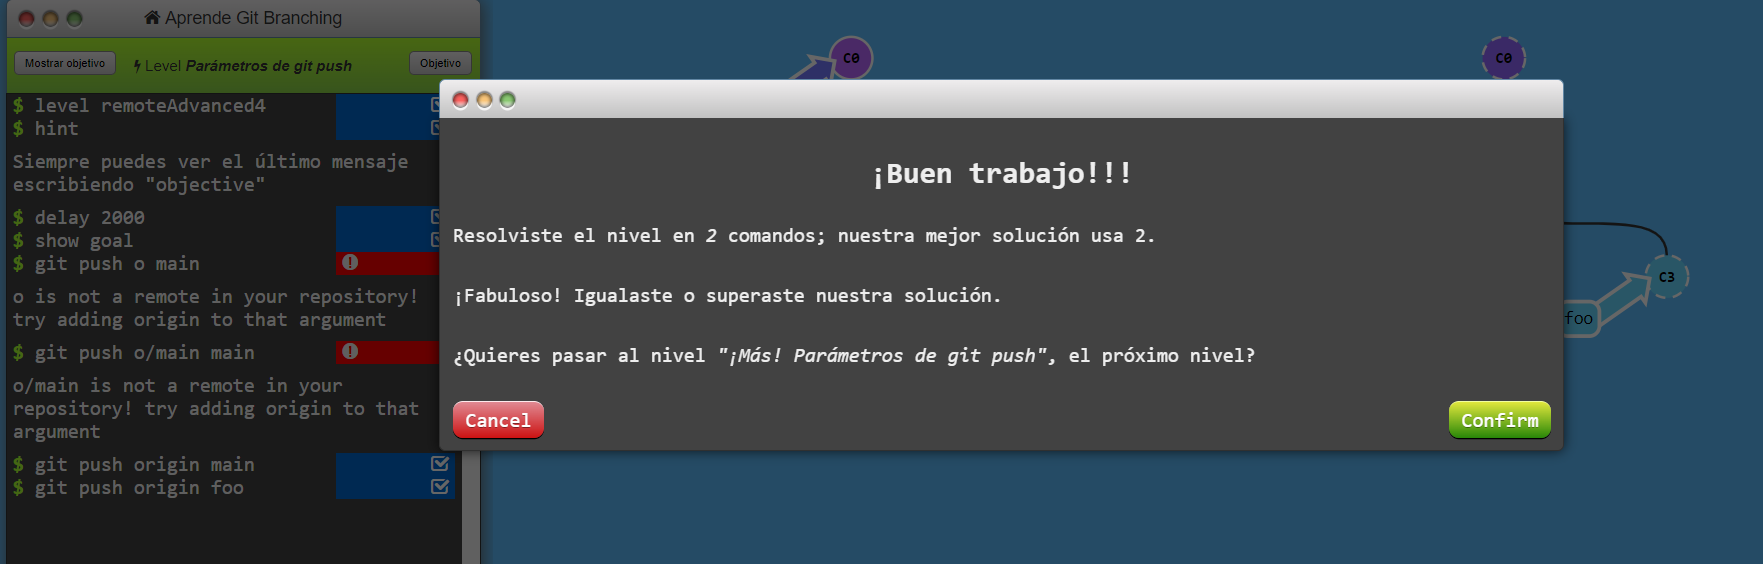 Aprende Git Branching
Mostrar objetivo
Level Parámetros de git push
Objetivo
$ level remoteAdvanced4
$ hint
Siempre puedes ver el último mensaje
escribiendo "objective"
$ delay 2000
$ show goal
$ git push o main
o is not a remote in your repository!
try adding origin to that argument
$ git push o/main main
o/main is not a remote in your
repository! try adding origin to that
argument
$ git push origin main
$ git push origin foo
C0
C0
¡Buen trabajo!!!
Resolviste el nivel en 2 comandos; nuestra mejor solución usa 2.
¡Fabuloso! Igualaste o superaste nuestra solución.
¿Quieres pasar al nivel "¡Más! Parámetros de git push", el próximo nivel?
Cancel
Confirm
C3
foo